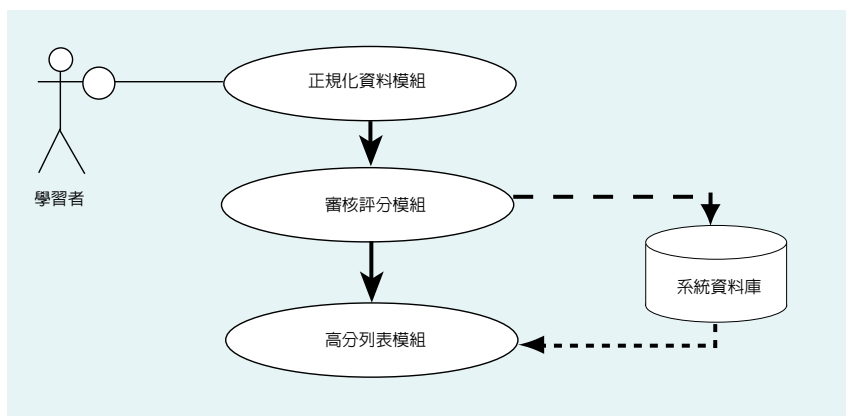 正規化資料模組
學習者
審核評分模組
系統資料庫
高分列表模組